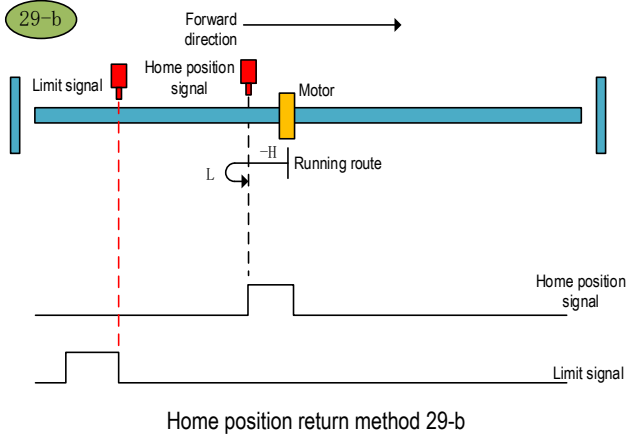 29-b
Forward
direction
Limit signal
Home position
signal
Motor
-H
L
Running route
Home position
signal
Limit signal
Home position return method 29-b